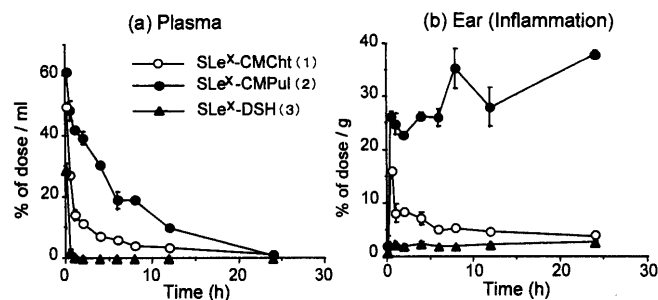 (a) Plasma
% of dose / ml
60
40
20
0
0
10
20
30
Time (h)
SLeˣ-CMCht (1)
SLeˣ-CMPul (2)
SLeˣ-DSH (3)
(b) Ear (Inflammation)
% of dose / g
40
30
20
10
0
0
10
20
30
Time (h)